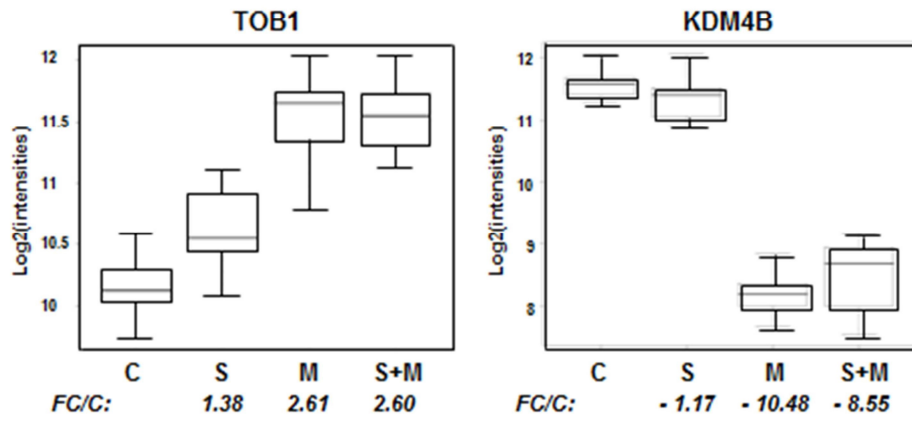 TOB1
Log2(intensities)
12
11.5
11
10.5
10
C S M S+M
FC/C: 1.38 2.61 2.60
KDM4B
Log2(intensities)
12
11
10
9
8
C S M S+M
FC/C: - 1.17 - 10.48 - 8.55